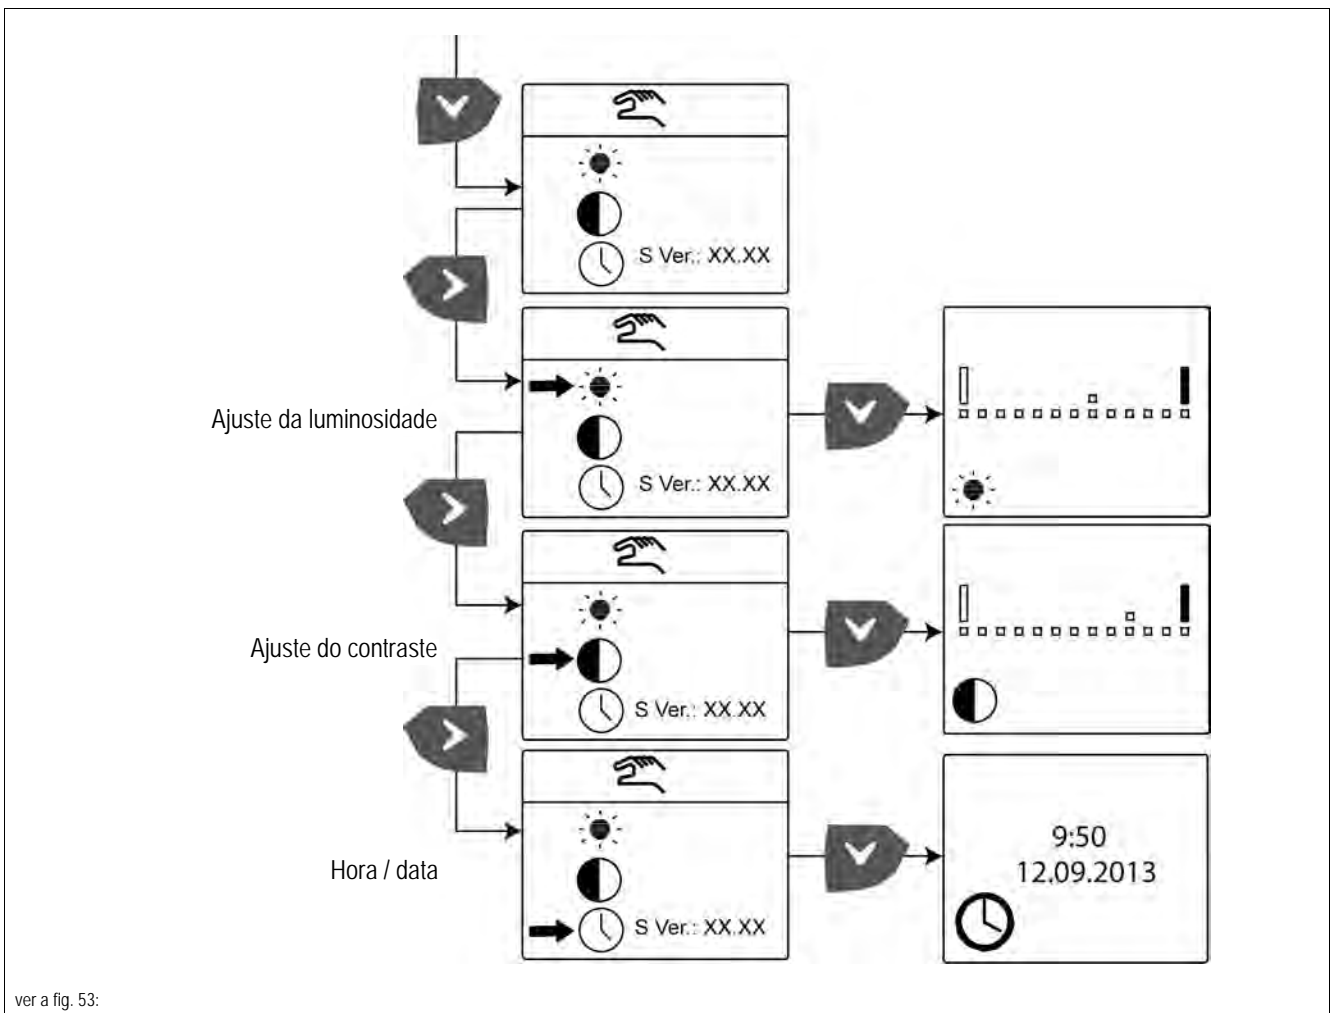 S Ver.: XX.XX
Ajuste da luminosidade
S Ver.: XX.XX
Ajuste do contraste
S Ver.: XX.XX
Hora / data
S Ver.: XX.XX
9:50
12.09.2013
ver a fig. 53: